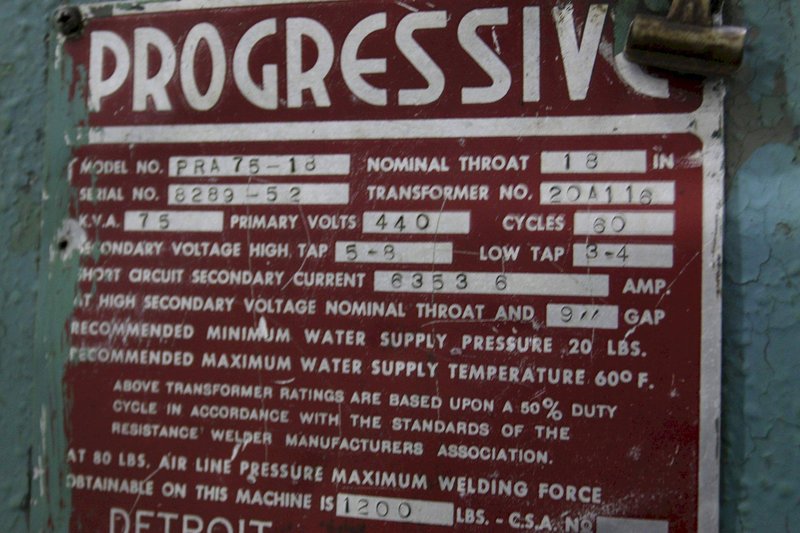 PROGRESSIVE
MODEL NO. PRA 75-18 NOMINAL THROAT 18 IN
SERIAL NO. 8289-52 TRANSFORMER NO. 20A116
K.V.A. 75 PRIMARY VOLTS 440 CYCLES 60
SECONDARY VOLTAGE HIGH TAP 5-8 LOW TAP 3-4
SHORT CIRCUIT SECONDARY CURRENT 6353 6 AMP.
AT HIGH SECONDARY VOLTAGE NOMINAL THROAT AND 9" GAP
RECOMMENDED MINIMUM WATER SUPPLY PRESSURE 20 LBS.
RECOMMENDED MAXIMUM WATER SUPPLY TEMPERATURE 60º F.
ABOVE TRANSFORMER RATINGS ARE BASED UPON A 50% DUTY
CYCLE IN ACCORDANCE WITH THE STANDARDS OF THE
RESISTANCE WELDER MANUFACTURERS ASSOCIATION.
AT 80 LBS. AIR LINE PRESSURE MAXIMUM WELDING FORCE
OBTAINABLE ON THIS MACHINE IS 1200 LBS. - C.S.A. Nº
DETROIT